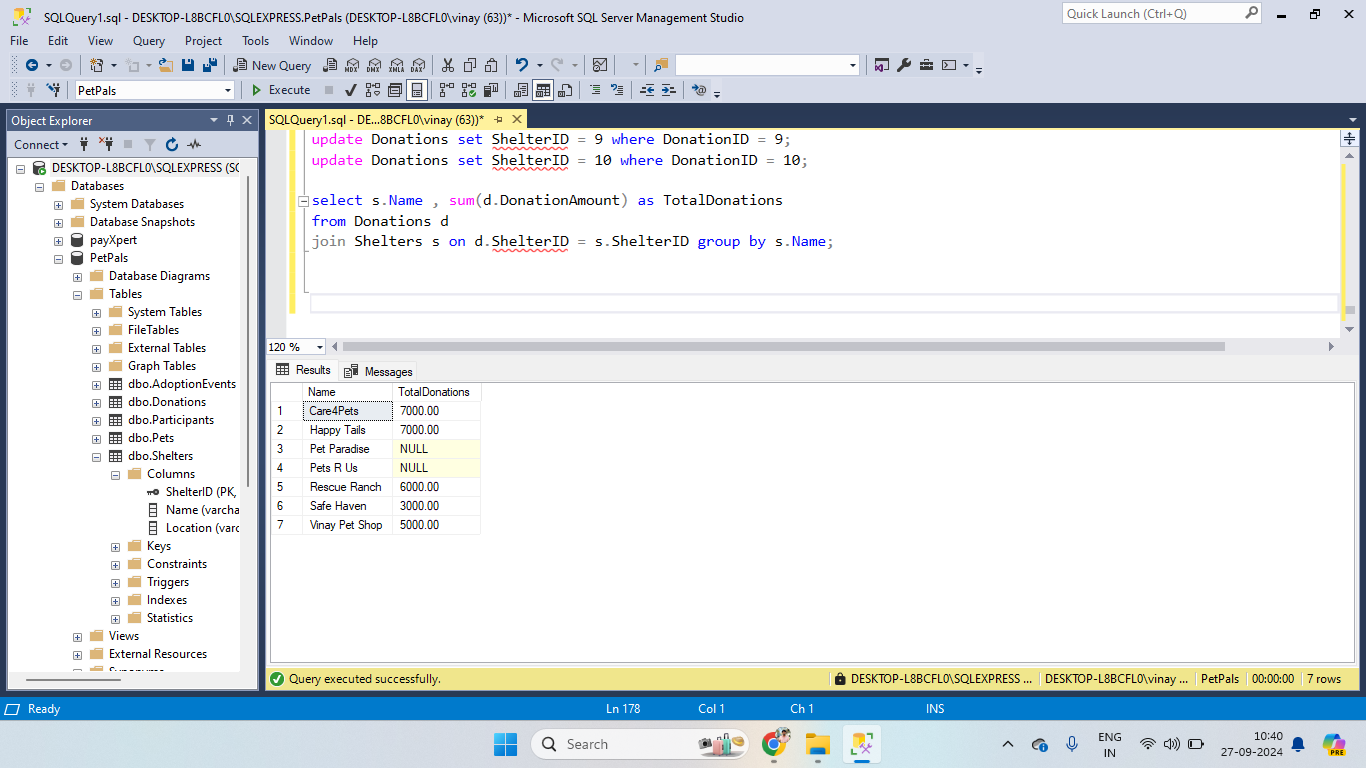 SQLQuery1.sql - DESKTOP-L8BCFL0\SQLEXPRESS.PetPals (DESKTOP-L8BCFL0\vinay (63))* - Microsoft SQL Server Management Studio
Quick Launch (Ctrl+Q)
File Edit View Query Project Tools Window Help
New Query
MDX DMX XMLA DAX
PetPals
Execute
Object Explorer
Connect
DESKTOP-L8BCFL0\SQLEXPRESS (SQ
Databases
System Databases
Database Snapshots
payXpert
PetPals
Database Diagrams
Tables
System Tables
FileTables
External Tables
Graph Tables
dbo.AdoptionEvents
dbo.Donations
dbo.Participants
dbo.Pets
dbo.Shelters
Columns
ShelterID (PK,
Name (varcha
Location (varc
Keys
Constraints
Triggers
Indexes
Statistics
Views
External Resources
Synonyms
SQLQuery1.sql - DE...8BCFL0\vinay (63))*
update Donations set ShelterID = 9 where DonationID = 9;
update Donations set ShelterID = 10 where DonationID = 10;
select s.Name , sum(d.DonationAmount) as TotalDonations
from Donations d
join Shelters s on d.ShelterID = s.ShelterID group by s.Name;
120 %
Results Messages
Name TotalDonations
1 Care4Pets 7000.00
2 Happy Tails 7000.00
3 Pet Paradise NULL
4 Pets R Us NULL
5 Rescue Ranch 6000.00
6 Safe Haven 3000.00
7 Vinay Pet Shop 5000.00
Query executed successfully.
DESKTOP-L8BCFL0\SQLEXPRESS ... DESKTOP-L8BCFL0\vinay ... PetPals 00:00:00 7 rows
Ready Ln 178 Col 1 Ch 1 INS
Search
ENG
IN
10:40
27-09-2024
PRE